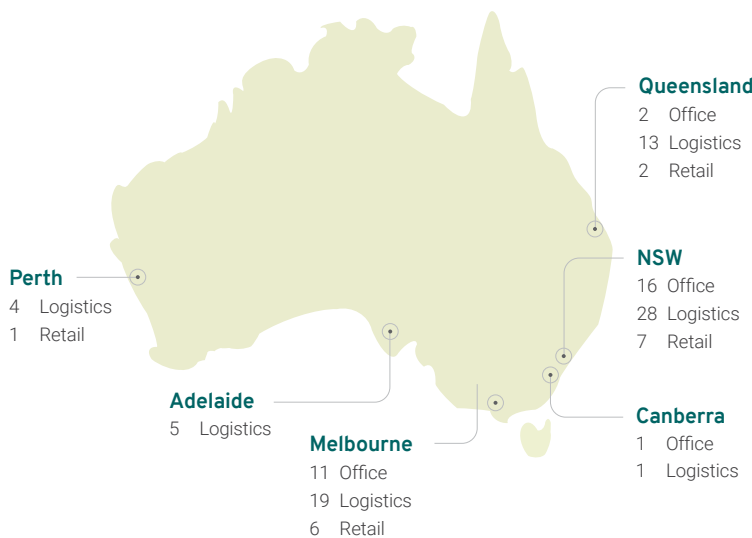 Queensland
2 Office
13 Logistics
2 Retail
NSW
16 Office
28 Logistics
7 Retail
Perth
4 Logistics
1 Retail
Adelaide
5 Logistics
Melbourne
11 Office
19 Logistics
6 Retail
Canberra
1 Office
1 Logistics